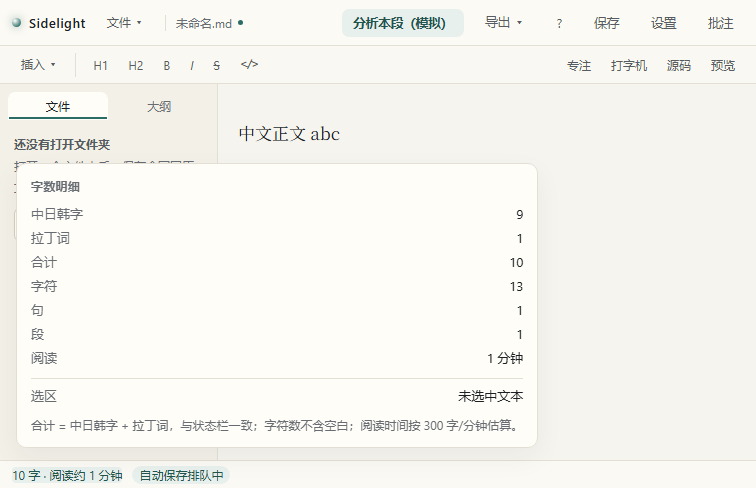 Sidelight 文件 未命名.md 分析本段（模拟） 导出 ? 保存 设置 批注
插入 H1 H2 B I S </> 专注 打字机 源码 预览
文件 大纲
还没有打开文件夹
中文正文 abc
字数明细
中日韩字 9
拉丁词 1
合计 10
字符 13
句 1
段 1
阅读 1 分钟
选区 未选中文本
合计 = 中日韩字 + 拉丁词，与状态栏一致；字符数不含空白；阅读时间按 300 字/分钟估算。
10 字 · 阅读约 1 分钟 自动保存排队中